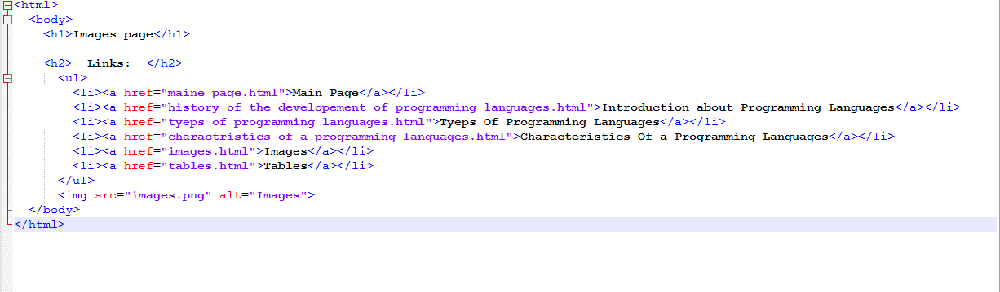 <html>
<body>
<h1>Images page</h1>
<h2>  Links:  </h2>
<ul>
<li><a href="maine page.html">Main Page</a></li>
<li><a href="history of the developement of programming languages.html">Introduction about Programming Languages</a></li>
<li><a href="tyeps of programming languages.html">Tyeps Of Programming Languages</a></li>
<li><a href="charactristics of a programming languages.html">Characteristics Of a Programming Languages</a></li>
<li><a href="images.html">Images</a></li>
<li><a href="tables.html">Tables</a></li>
</ul>
<img src="images.png" alt="Images">
</body>
</html>